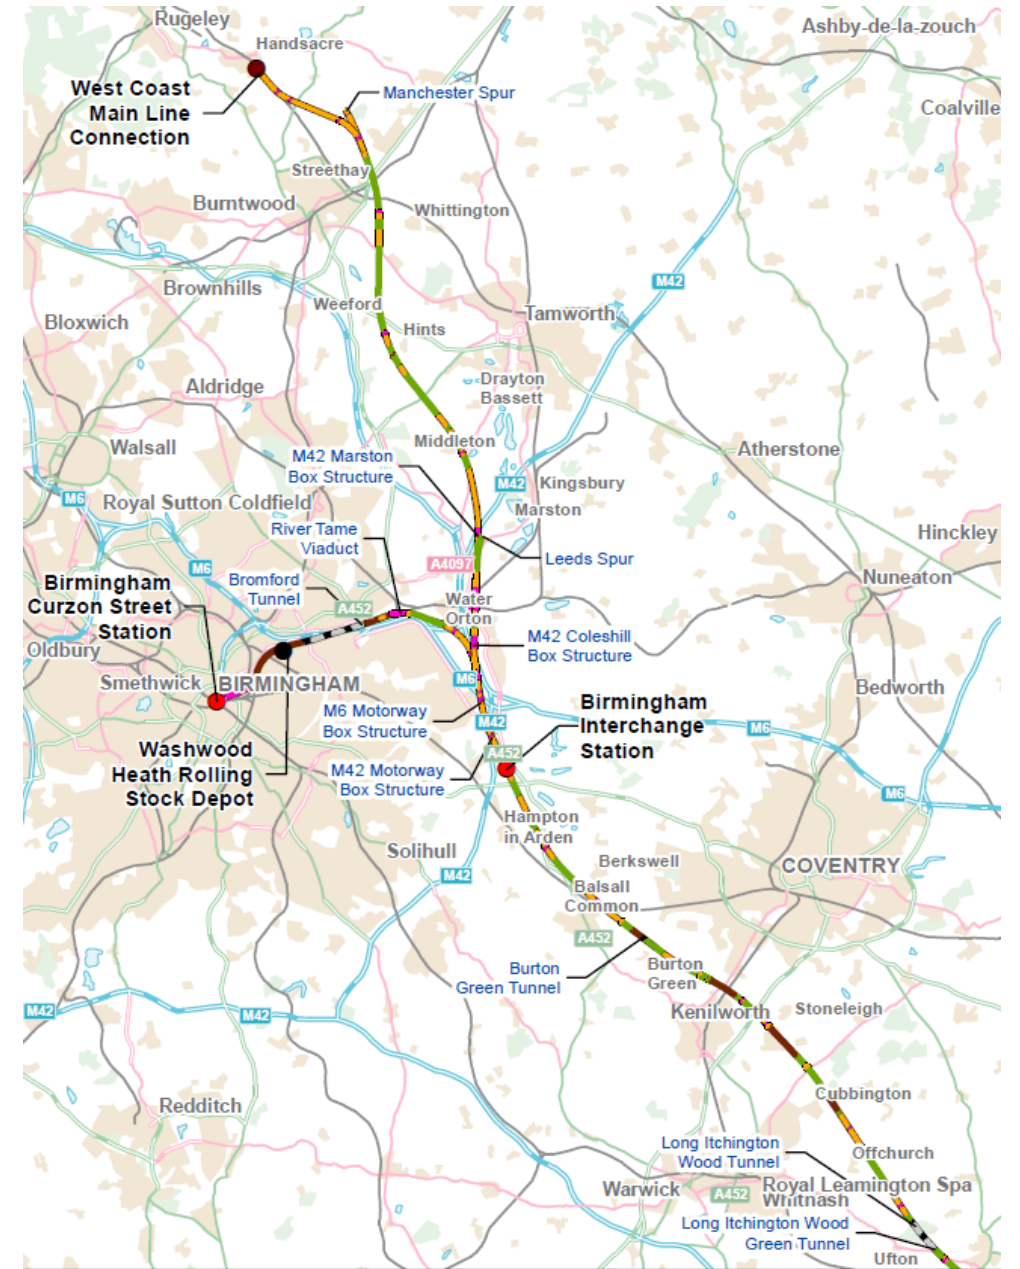 Rugeley
Ashby-de-la-zouch
Handsacre
West Coast
Main Line
Connection
Manchester Spur
Coalville
Streethay
Burntwood
Whittington
M42
Brownhills
Weeford
Tamworth
Bloxwich
Hints
Aldridge
Drayton
Bassett
Walsall
Middleton
Atherstone
M42 Marston
Box Structure
M42
Kingsbury
M6
Royal Sutton Coldfield
Marston
River Tame
Viaduct
Hinckley
Leeds Spur
A4097
M6
Birmingham
Curzon Street
Station
Bromford
Tunnel
A452
Water
Orton
Nuneaton
Oldbury
M42 Coleshill
Box Structure
Smethwick
BIRMINGHAM
M6
Bedworth
M6 Motorway
Box Structure
M42
Birmingham
Interchange
Station
M6
A452
Washwood
Heath Rolling
Stock Depot
M42 Motorway
Box Structure
M6
Hampton
in Arden
Solihull
Berkswell
COVENTRY
M42
Balsall
Common
A452
Burton
Green Tunnel
Burton
Green
M42
M42
Kenilworth
Stoneleigh
Redditch
Cubbington
Long Itchington
Wood Tunnel
Offchurch
Warwick
A452
Royal Leamington Spa
Whitnash
Long Itchington Wood
Green Tunnel
Ufton